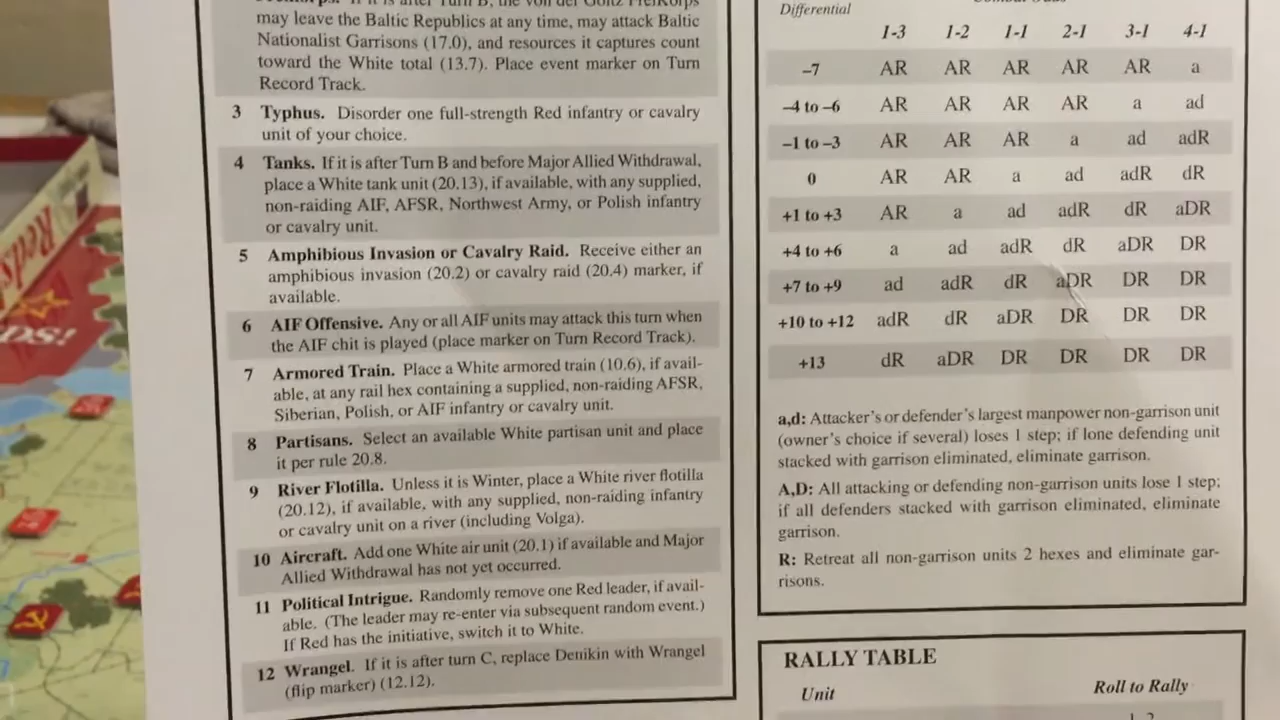 may leave the Baltic Republics at any time, may attack Baltic
Nationalist Garrisons (17.0), and resources it captures count
toward the White total (13.7). Place event marker on Turn
Record Track.
3 Typhus. Disorder one full-strength Red infantry or cavalry
unit of your choice.
4 Tanks. If it is after Turn B and before Major Allied Withdrawal,
place a White tank unit (20.13), if available, with any supplied,
non-raiding AIF, AFSR, Northwest Army, or Polish infantry
or cavalry unit.
5 Amphibious Invasion or Cavalry Raid. Receive either an
amphibious invasion (20.2) or cavalry raid (20.4) marker, if
available.
6 AIF Offensive. Any or all AIF units may attack this turn when
the AIF chit is played (place marker on Turn Record Track).
7 Armored Train. Place a White armored train (10.6), if avail-
able, at any rail hex containing a supplied, non-raiding AFSR,
Siberian, Polish, or AIF infantry or cavalry unit.
8 Partisans. Select an available White partisan unit and place
it per rule 20.8.
9 River Flotilla. Unless it is Winter, place a White river flotilla
(20.12), if available, with any supplied, non-raiding infantry
or cavalry unit on a river (including Volga).
10 Aircraft. Add one White air unit (20.1) if available and Major
Allied Withdrawal has not yet occurred.
11 Political Intrigue. Randomly remove one Red leader, if avail-
able. (The leader may re-enter via subsequent random event.)
If Red has the initiative, switch it to White.
12 Wrangel. If it is after turn C, replace Denikin with Wrangel
(flip marker) (12.12).
Differential
1-3 1-2 1-1 2-1 3-1 4-1
–7 AR AR AR AR AR a
–4 to –6 AR AR AR AR a ad
–1 to –3 AR AR AR a ad adR
0 AR AR a ad adR dR
+1 to +3 AR a ad adR dR aDR
+4 to +6 a ad adR dR aDR DR
+7 to +9 ad adR dR aDR DR DR
+10 to +12 adR dR aDR DR DR DR
+13 dR aDR DR DR DR DR
a,d: Attacker's or defender's largest manpower non-garrison unit
(owner's choice if several) loses 1 step; if lone defending unit
stacked with garrison eliminated, eliminate garrison.
A,D: All attacking or defending non-garrison units lose 1 step;
if all defenders stacked with garrison eliminated, eliminate
garrison.
R: Retreat all non-garrison units 2 hexes and eliminate gar-
risons.
RALLY TABLE
Unit Roll to Rally
Reds
DS!